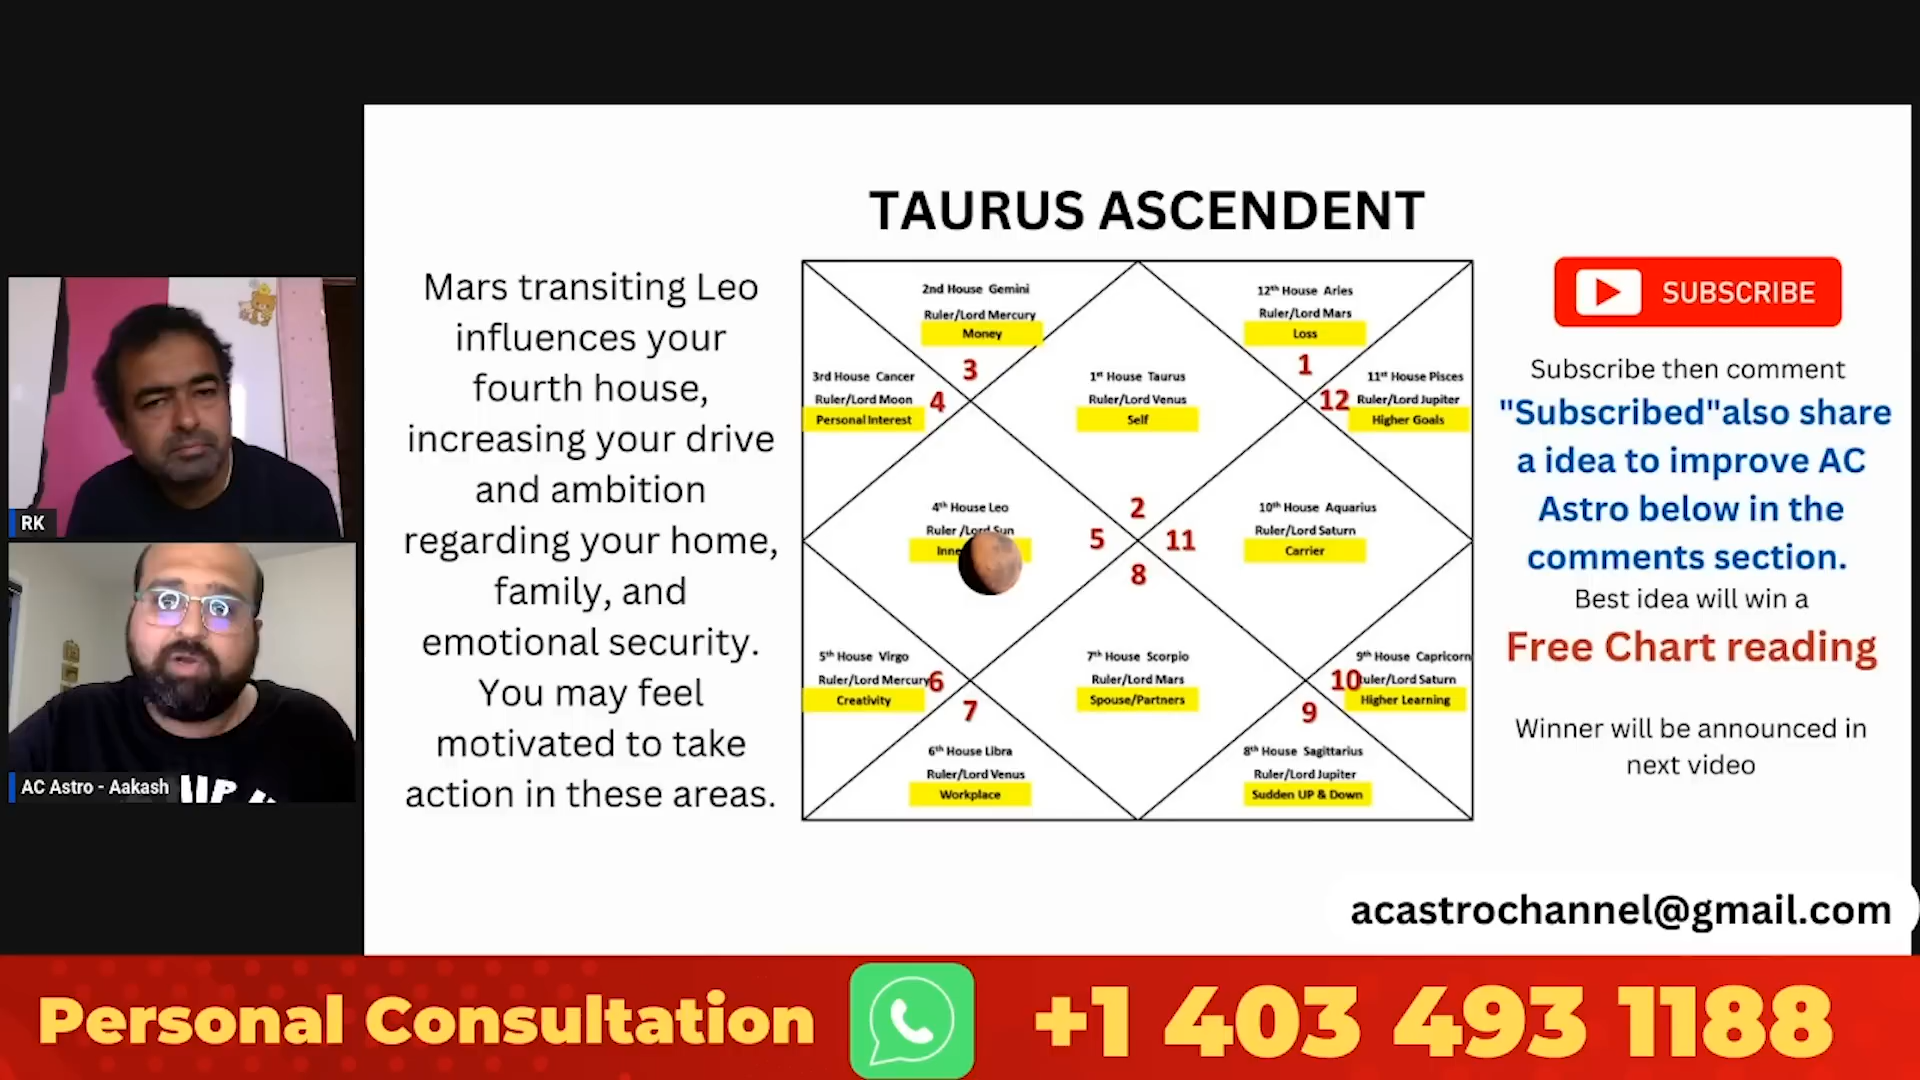 TAURUS ASCENDENT
Mars transiting Leo
influences your
fourth house,
increasing your drive
and ambition
regarding your home,
family, and
emotional security.
You may feel
motivated to take
action in these areas.
2nd House Gemini
Ruler/Lord Mercury
Money
3
12th House Aries
Ruler/Lord Mars
Loss
1
3rd House Cancer
Ruler/Lord Moon
Personal Interest
4
1st House Taurus
Ruler/Lord Venus
Self
12
11th House Pisces
Ruler/Lord Jupiter
Higher Goals
4th House Leo
Ruler /Lord Sun
2
5
11
8
10th House Aquarius
Ruler/Lord Saturn
Carrier
5th House Virgo
Ruler/Lord Mercury
Creativity
6
7th House Scorpio
Ruler/Lord Mars
Spouse/Partners
10
9th House Capricorn
Ruler/Lord Saturn
Higher Learning
7
6th House Libra
Ruler/Lord Venus
Workplace
9
8th House Sagittarius
Ruler/Lord Jupiter
Sudden UP & Down
SUBSCRIBE
Subscribe then comment
"Subscribed"also share
a idea to improve AC
Astro below in the
comments section.
Best idea will win a
Free Chart reading
Winner will be announced in
next video
RK
AC Astro - Aakash
acastrochannel@gmail.com
Personal Consultation
+1 403 493 1188